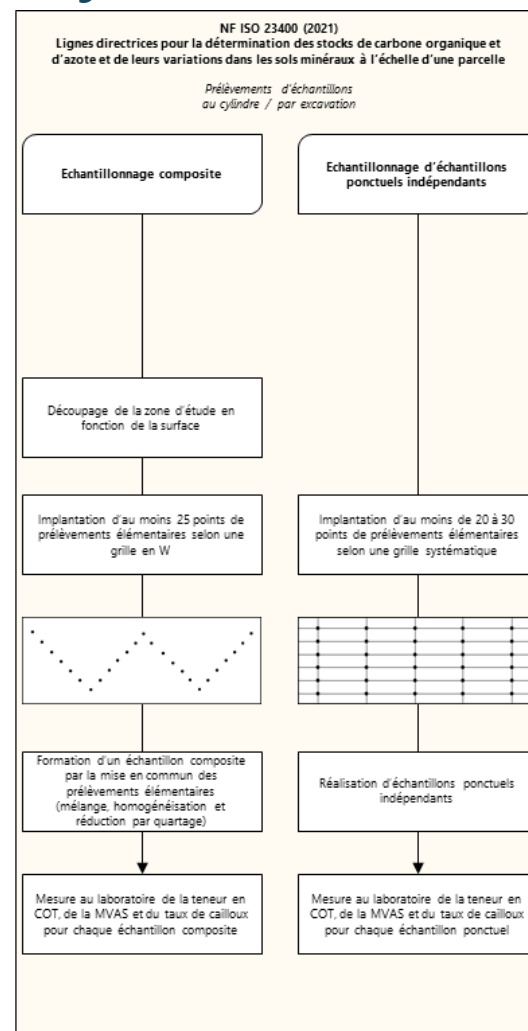 NF ISO 23400 (2021)
Lignes directrices pour la détermination des stocks de carbone organique et
d'azote et de leurs variations dans les sols minéraux à l'échelle d'une parcelle
Prélèvements d'échantillons
au cylindre / par excavation
Echantillonnage composite
Echantillonnage d'échantillons
ponctuels indépendants
Découpage de la zone d'étude en
fonction de la surface
Implantation d'au moins 25 points de
prélèvements élémentaires selon une
grille en W
Implantation d'au moins de 20 à 30
points de prélèvements élémentaires
selon une grille systématique
Formation d'un échantillon composite
par la mise en commun des
prélèvements élémentaires
(mélange, homogénéisation et
réduction par quartage)
Réalisation d'échantillons ponctuels
indépendants
Mesure au laboratoire de la teneur en
COT, de la MVAS et du taux de cailloux
pour chaque échantillon composite
Mesure au laboratoire de la teneur en
COT, de la MVAS et du taux de cailloux
pour chaque échantillon ponctuel